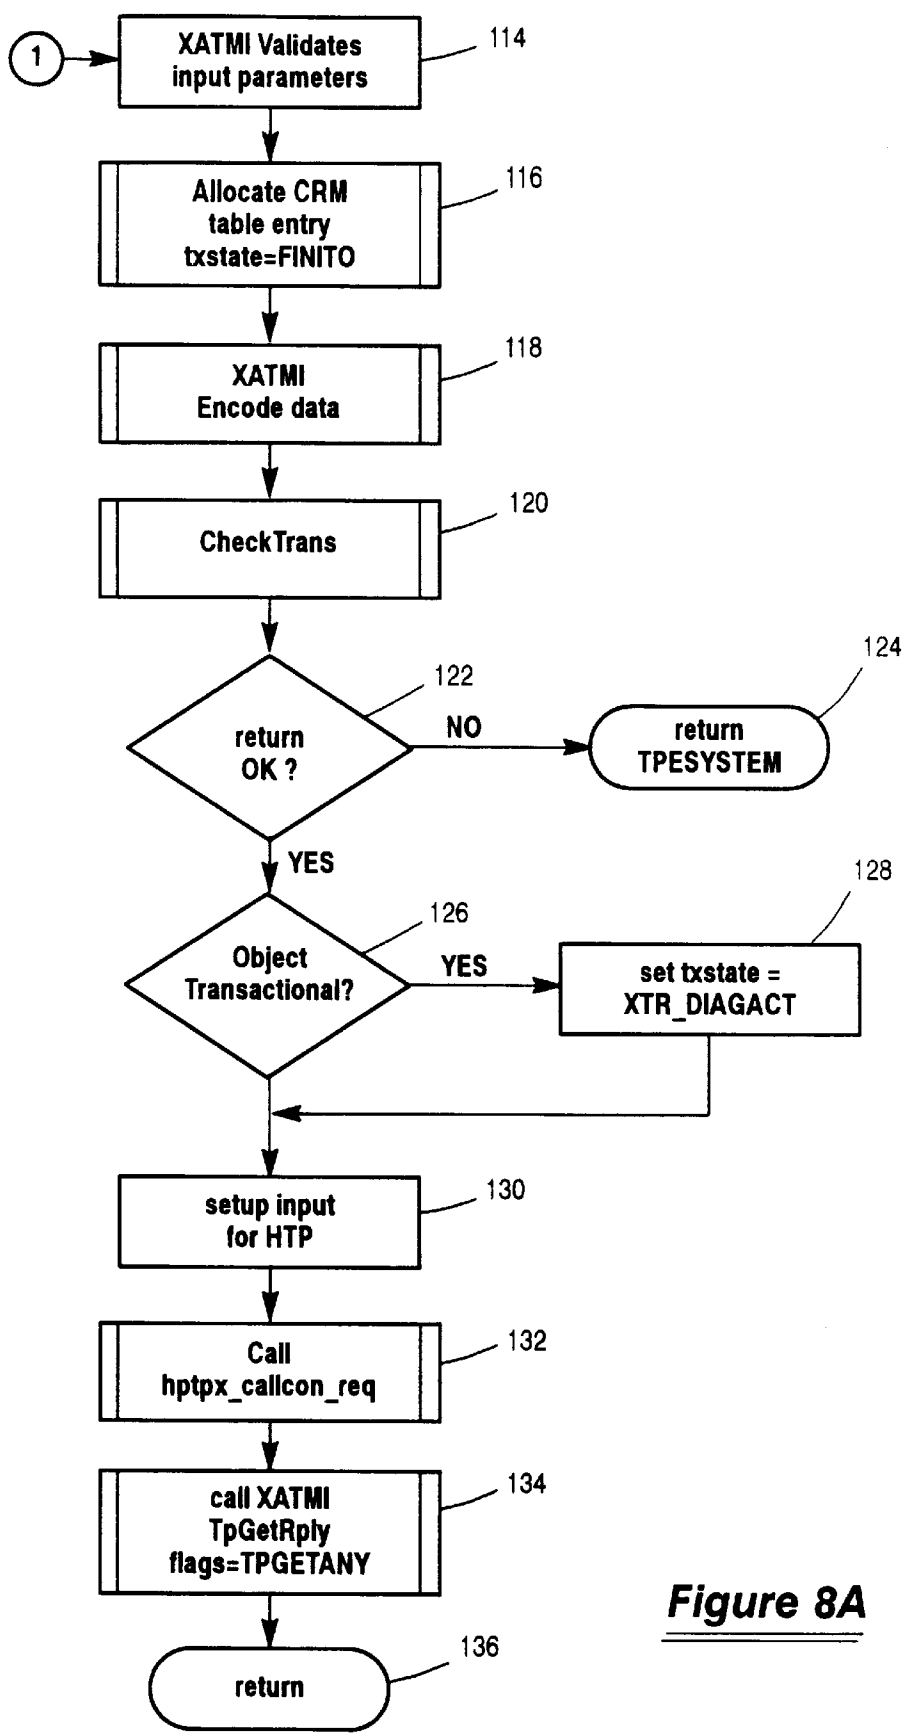 1
XATMI Validates
input parameters
114
Allocate CRM
table entry
txstate=FINITO
116
XATMI
Encode data
118
CheckTrans
120
return
OK ?
122
NO
return
TPESYSTEM
124
YES
Object
Transactional?
126
YES
set txstate =
XTR_DIAGACT
128
setup input
for HTP
130
Call
hptpx_callcon_req
132
call XATMI
TpGetRply
flags=TPGETANY
134
return
136
Figure 8A